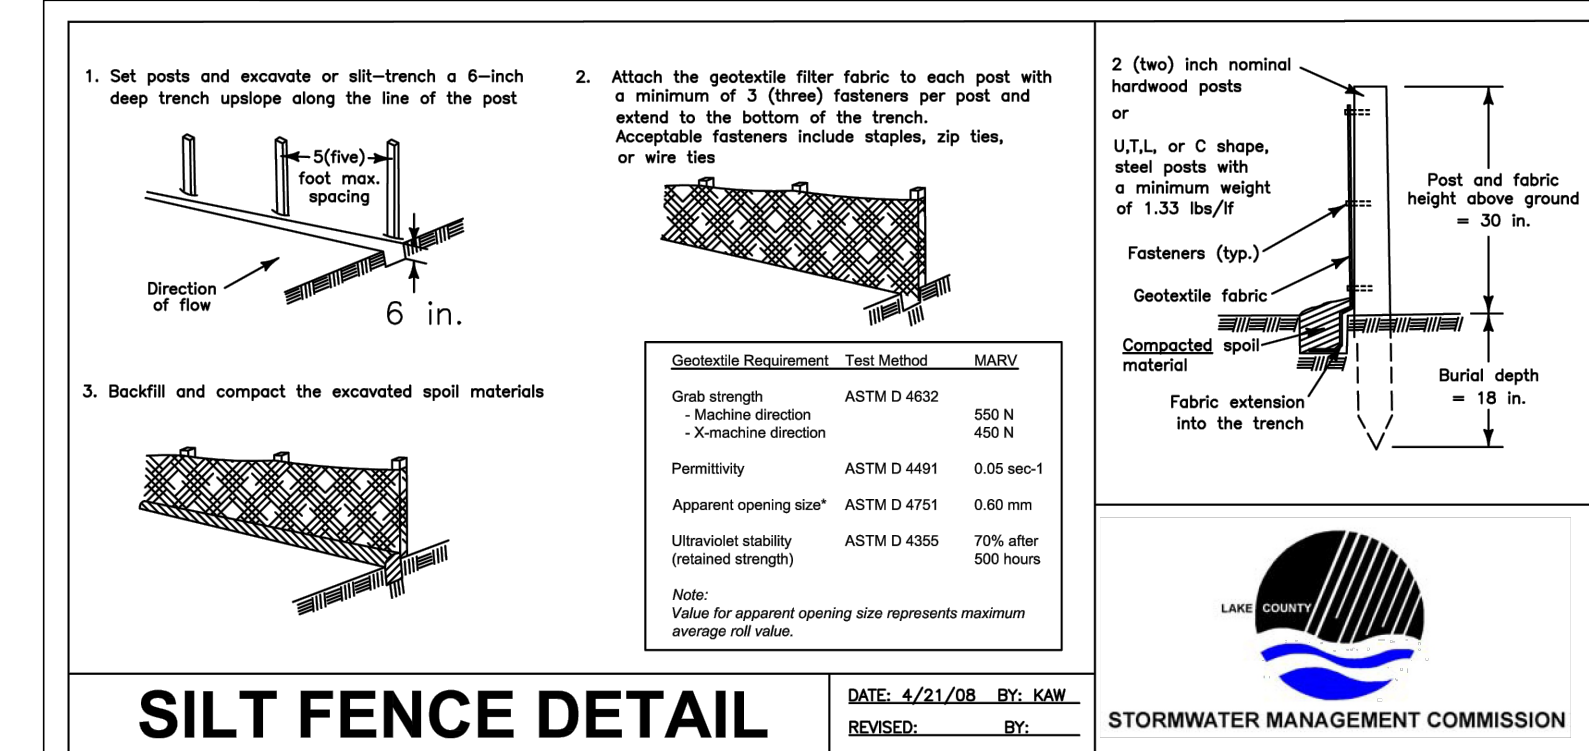 1. Set posts and excavate or slit-trench a 6-inch
deep trench upslope along the line of the post
5(five)
foot max.
spacing
Direction
of flow
6 in.
2. Attach the geotextile filter fabric to each post with
a minimum of 3 (three) fasteners per post and
extend to the bottom of the trench.
Acceptable fasteners include staples, zip ties,
or wire ties
3. Backfill and compact the excavated spoil materials
Geotextile Requirement Test Method MARV
Grab strength ASTM D 4632
- Machine direction 550 N
- X-machine direction 450 N
Permittivity ASTM D 4491 0.05 sec-1
Apparent opening size* ASTM D 4751 0.60 mm
Ultraviolet stability ASTM D 4355 70% after
(retained strength) 500 hours
Note:
Value for apparent opening size represents maximum
average roll value.
2 (two) inch nominal
hardwood posts
or
U,T,L, or C shape,
steel posts with
a minimum weight
of 1.33 lbs/lf
Fasteners (typ.)
Geotextile fabric
Compacted spoil
material
Fabric extension
into the trench
Post and fabric
height above ground
= 30 in.
Burial depth
= 18 in.
SILT FENCE DETAIL
DATE: 4/21/08 BY: KAW
REVISED: BY:
LAKE COUNTY
STORMWATER MANAGEMENT COMMISSION